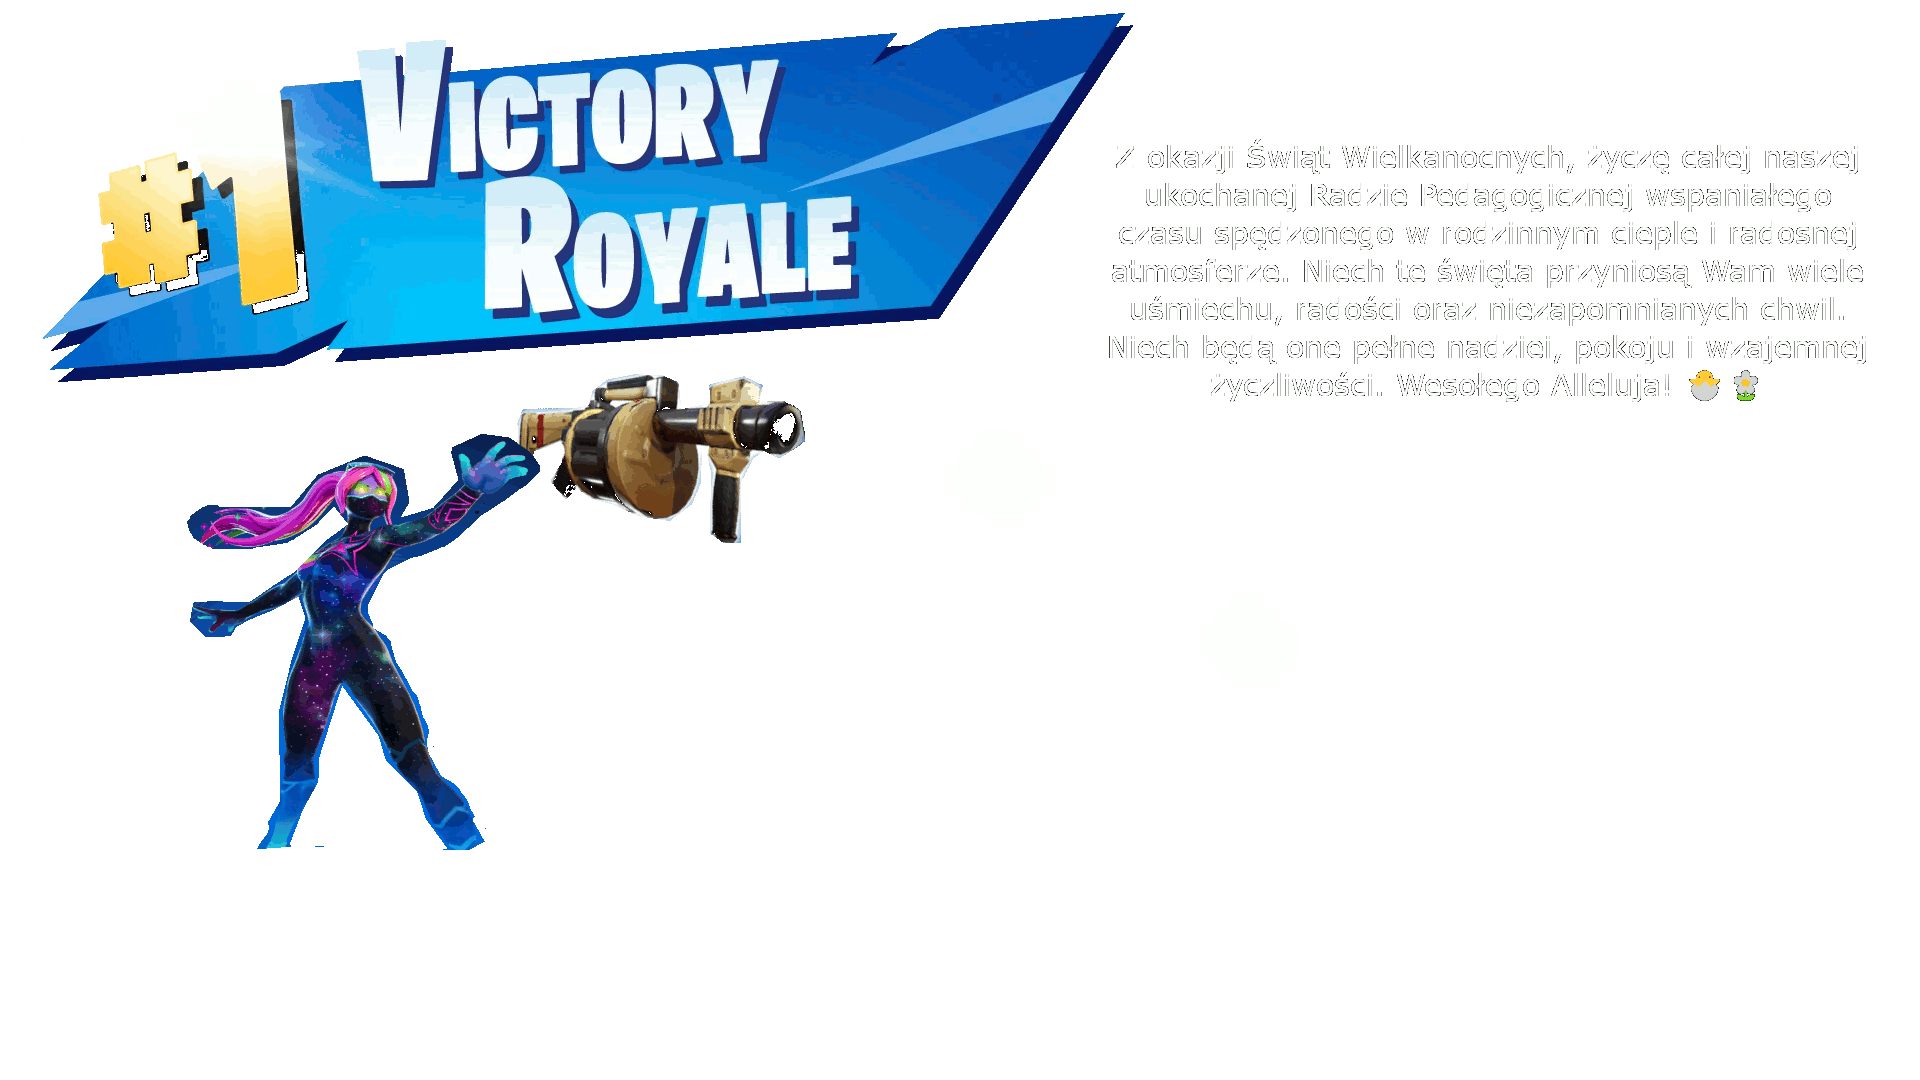 #1 VICTORY
ROYALE
Z okazji Świąt Wielkanocnych, życzę całej naszej
ukochanej Radzie Pedagogicznej wspaniałego
czasu spędzonego w rodzinnym cieple i radosnej
atmosferze. Niech te święta przyniosą Wam wiele
uśmiechu, radości oraz niezapomnianych chwil.
Niech będą one pełne nadziei, pokoju i wzajemnej
życzliwości. Wesołego Alleluja! 🐣🌼